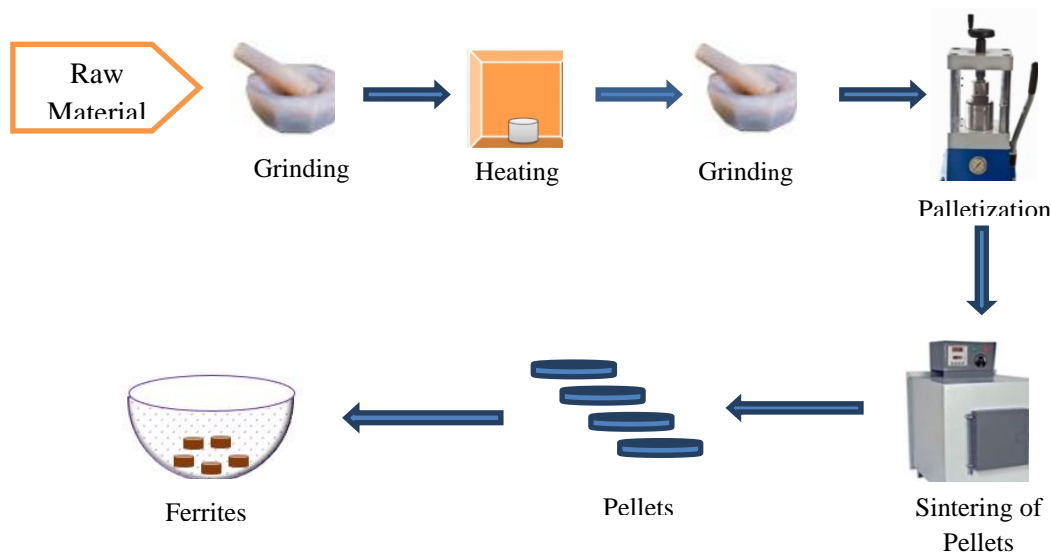 Raw
Material
Grinding
Heating
Grinding
Palletization
Ferrites
Pellets
Sintering of
Pellets